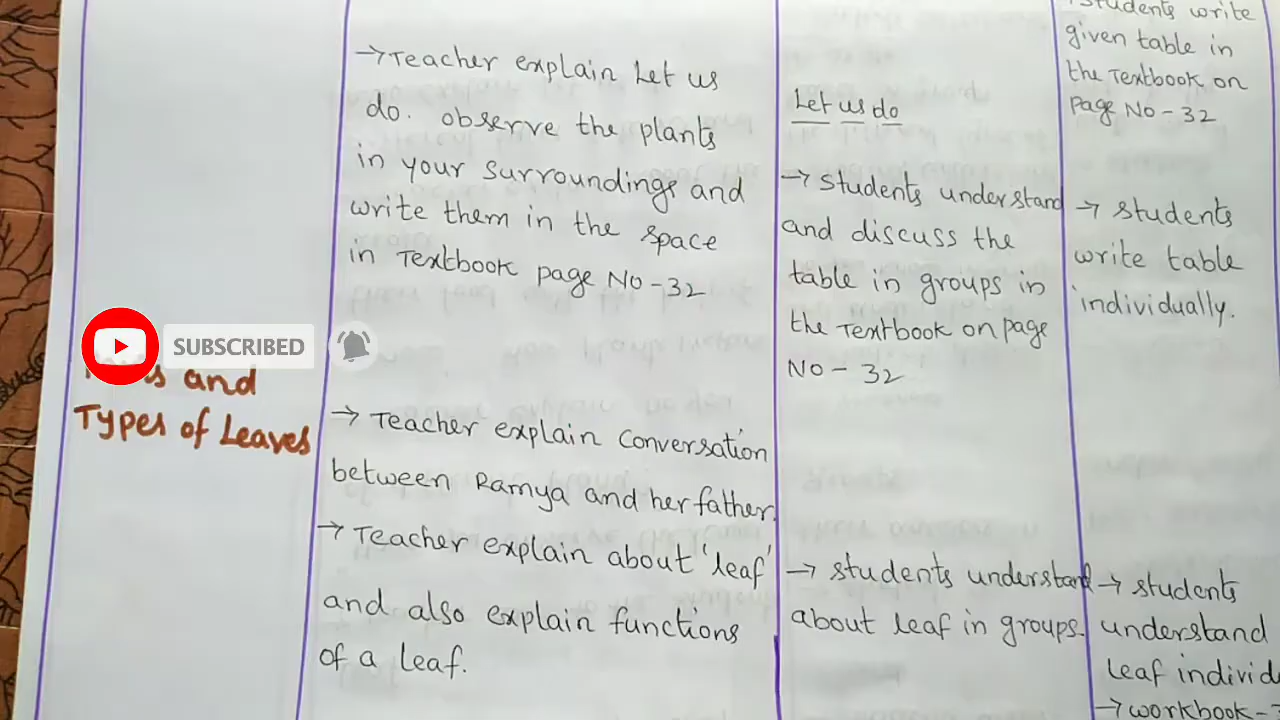 → Teacher explain Let us
do. observe the plants
in your surroundings and
write them in the space
in Textbook page No-32
→ Teacher explain conversation
between Ramya and her father.
→ Teacher explain about 'leaf'
and also explain functions
of a leaf.
Let us do
→ students understand
and discuss the
table in groups in
the Textbook on page
No - 32
→ students understand
about leaf in groups.
students write
given table in
the Textbook on
page No-32
→ students
write table
individually.
→ students
understand
leaf individ
→ workbook-
SUBSCRIBED
and
Types of Leaves